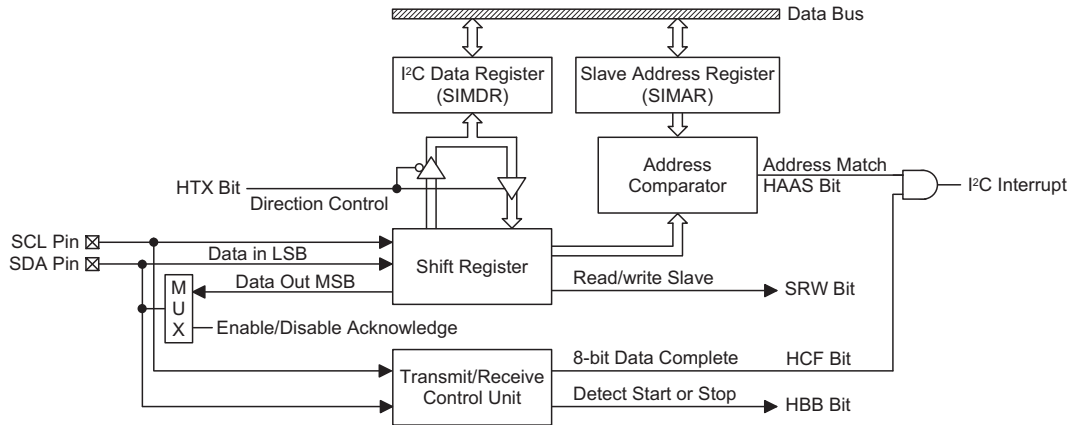 Data Bus
I²C Data Register
(SIMDR)
Slave Address Register
(SIMAR)
HTX Bit
Direction Control
Address
Comparator
Address Match
HAAS Bit
I²C Interrupt
SCL Pin
SDA Pin
Data in LSB
Shift Register
Data Out MSB
M
U
X
Enable/Disable Acknowledge
Read/write Slave
SRW Bit
Transmit/Receive
Control Unit
8-bit Data Complete
HCF Bit
Detect Start or Stop
HBB Bit